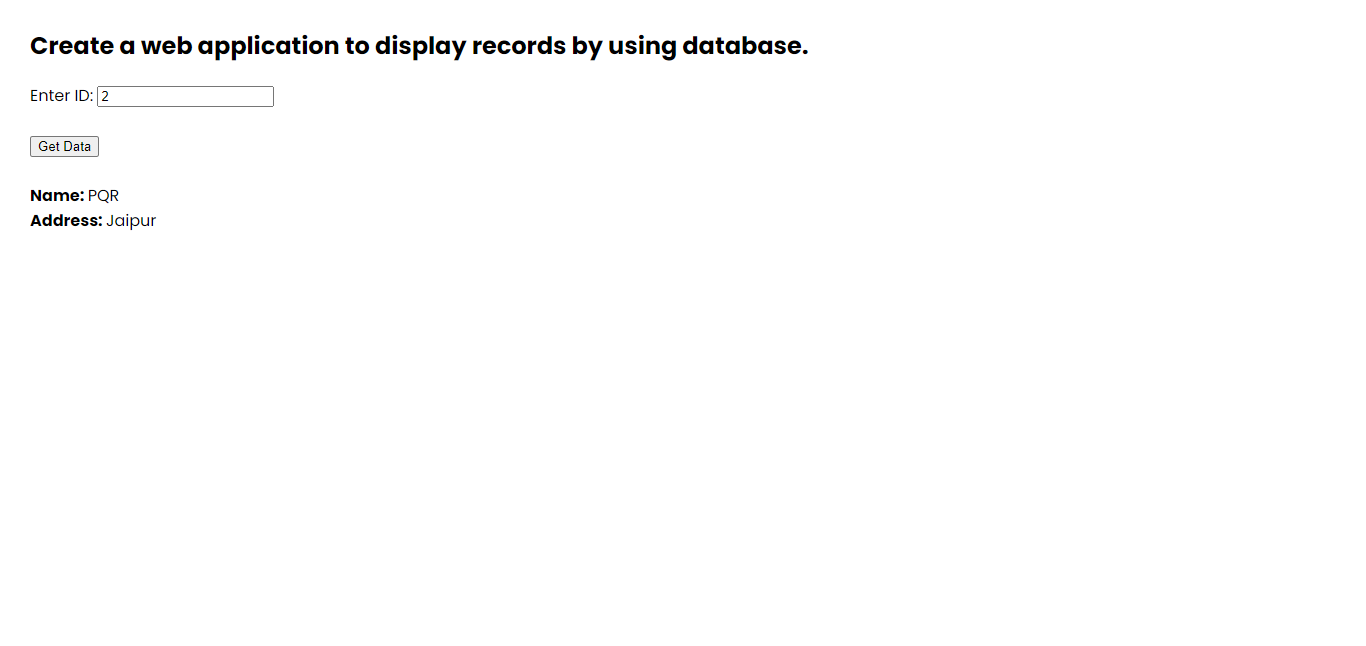 Create a web application to display records by using database.
Enter ID: 2
Get Data
Name: PQR
Address: Jaipur